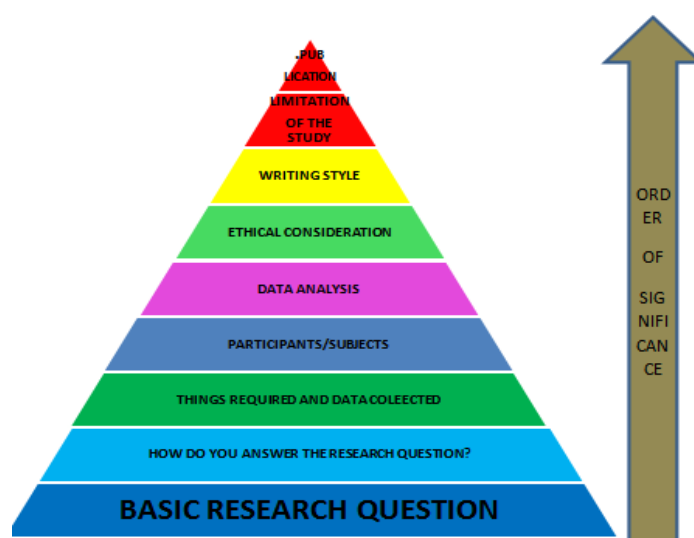 .PUB
LICATION
LIMITATION
OF THE
STUDY
WRITING STYLE
ETHICAL CONSIDERATION
DATA ANALYSIS
PARTICIPANTS/SUBJECTS
THINGS REQUIRED AND DATA COLEECTED
HOW DO YOU ANSWER THE RESEARCH QUESTION?
BASIC RESEARCH QUESTION
ORD
ER
OF
SIG
NIFI
CAN
CE